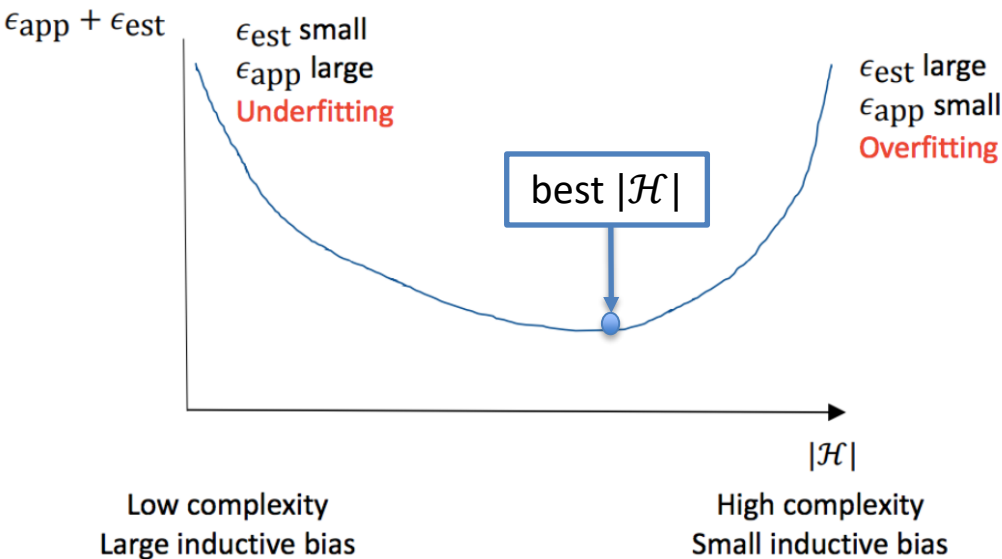 ϵapp + ϵest
ϵest small
ϵapp large
Underfitting
ϵest large
ϵapp small
Overfitting
best |ℋ|
|ℋ|
Low complexity
Large inductive bias
High complexity
Small inductive bias